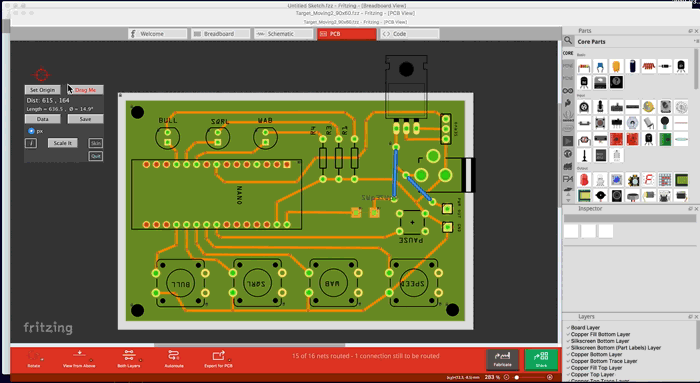 Untitled Sketch.fzz - Fritzing - [Breadboard View]
Target_Moving2_90x60.fzz - Fritzing - [PCB View]
Target_Moving2_90x60.fzz - Fritzing - [PCB View]
Welcome
Breadboard
Schematic
PCB
Code
Parts
Core Parts
CORE
Basic
Input
Output
Set Origin
Drag Me
Dist: 615 , 164
Length = 636.5 , Ø = 14.9°
Data
Save
px
i
Scale It
Skin
Quit
BULL
SQRL
WAB
NANO
PAUSE
BULL
SQRL
WAB
SPEED
fritzing
Inspector
Layers
Board Layer
Copper Fill Bottom Layer
Silkscreen Bottom Layer
Silkscreen Bottom (Part Labels) Layer
Copper Bottom Layer
Copper Bottom Trace Layer
Copper Fill Top Layer
Copper Top Layer
Rotate
View from Above
Both Layers
Autoroute
Export for PCB
15 of 16 nets routed - 1 connection still to be routed
Fabricate
Share
283 %